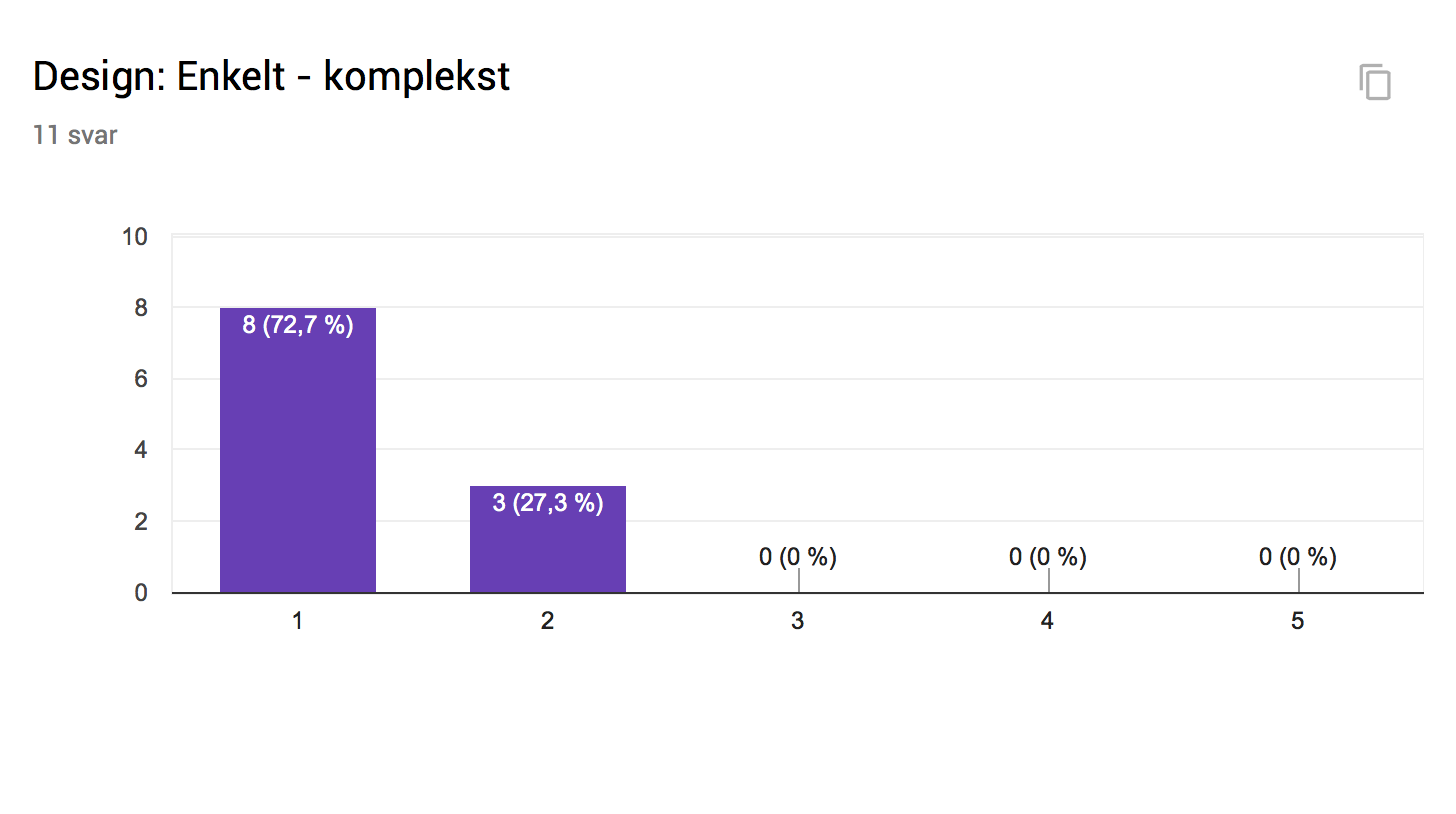 Design: Enkelt - komplekst
11 svar
10
8
6
4
2
0
8 (72,7 %)
3 (27,3 %)
0 (0 %)
0 (0 %)
0 (0 %)
1 2 3 4 5